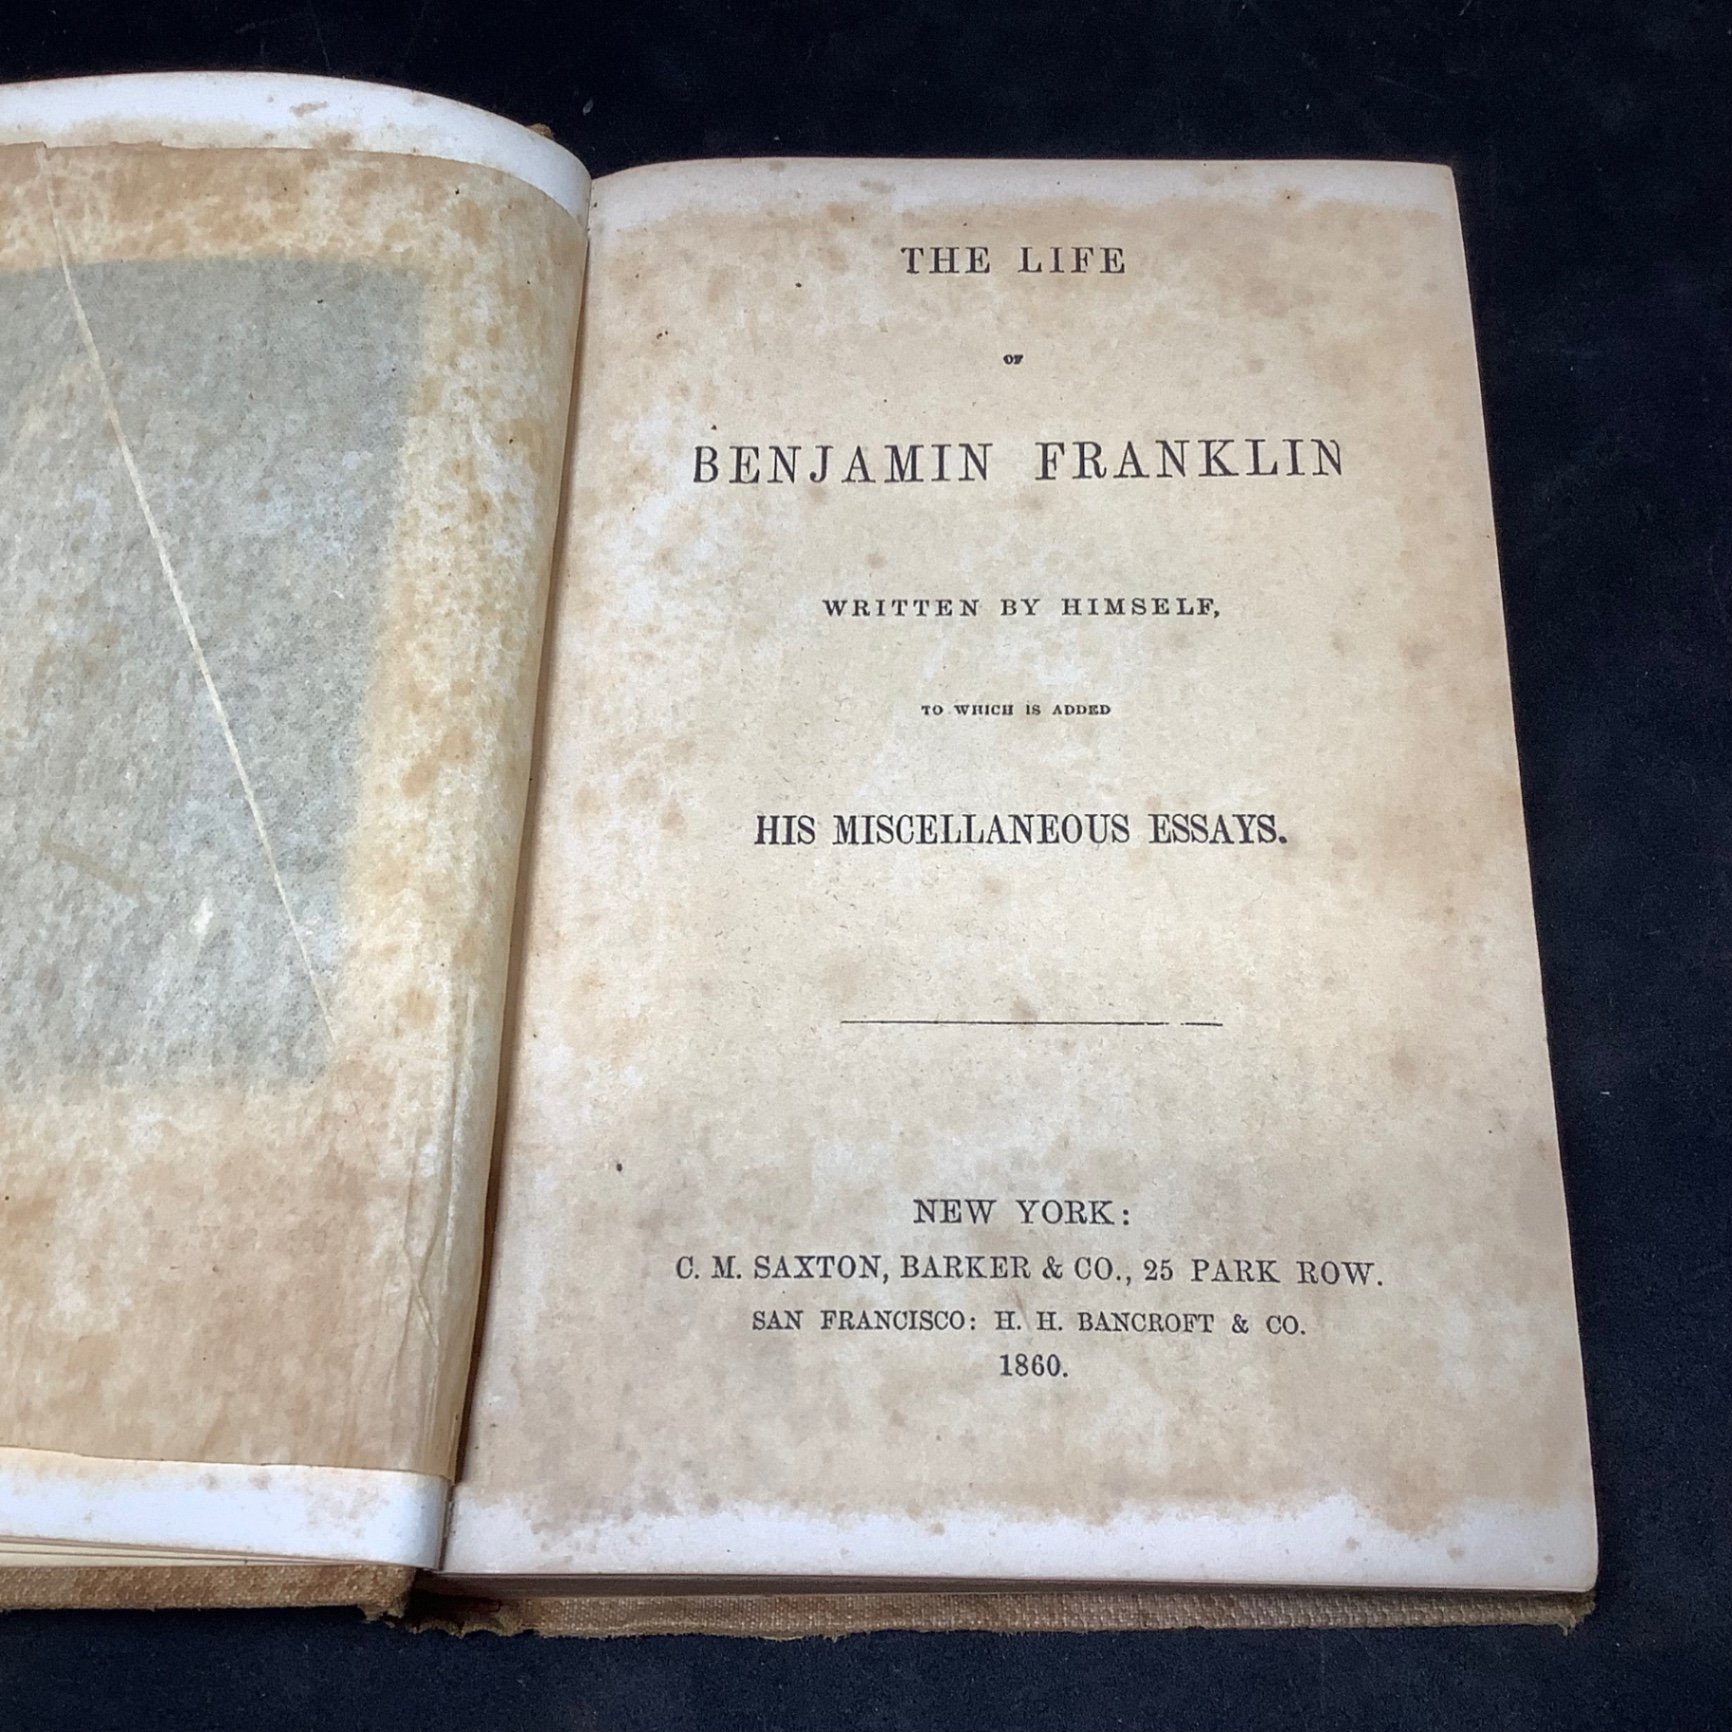 THE LIFE
OF
BENJAMIN FRANKLIN
WRITTEN BY HIMSELF,
TO WHICH IS ADDED
HIS MISCELLANEOUS ESSAYS.
NEW YORK:
C. M. SAXTON, BARKER & CO., 25 PARK ROW.
SAN FRANCISCO: H. H. BANCROFT & CO.
1860.